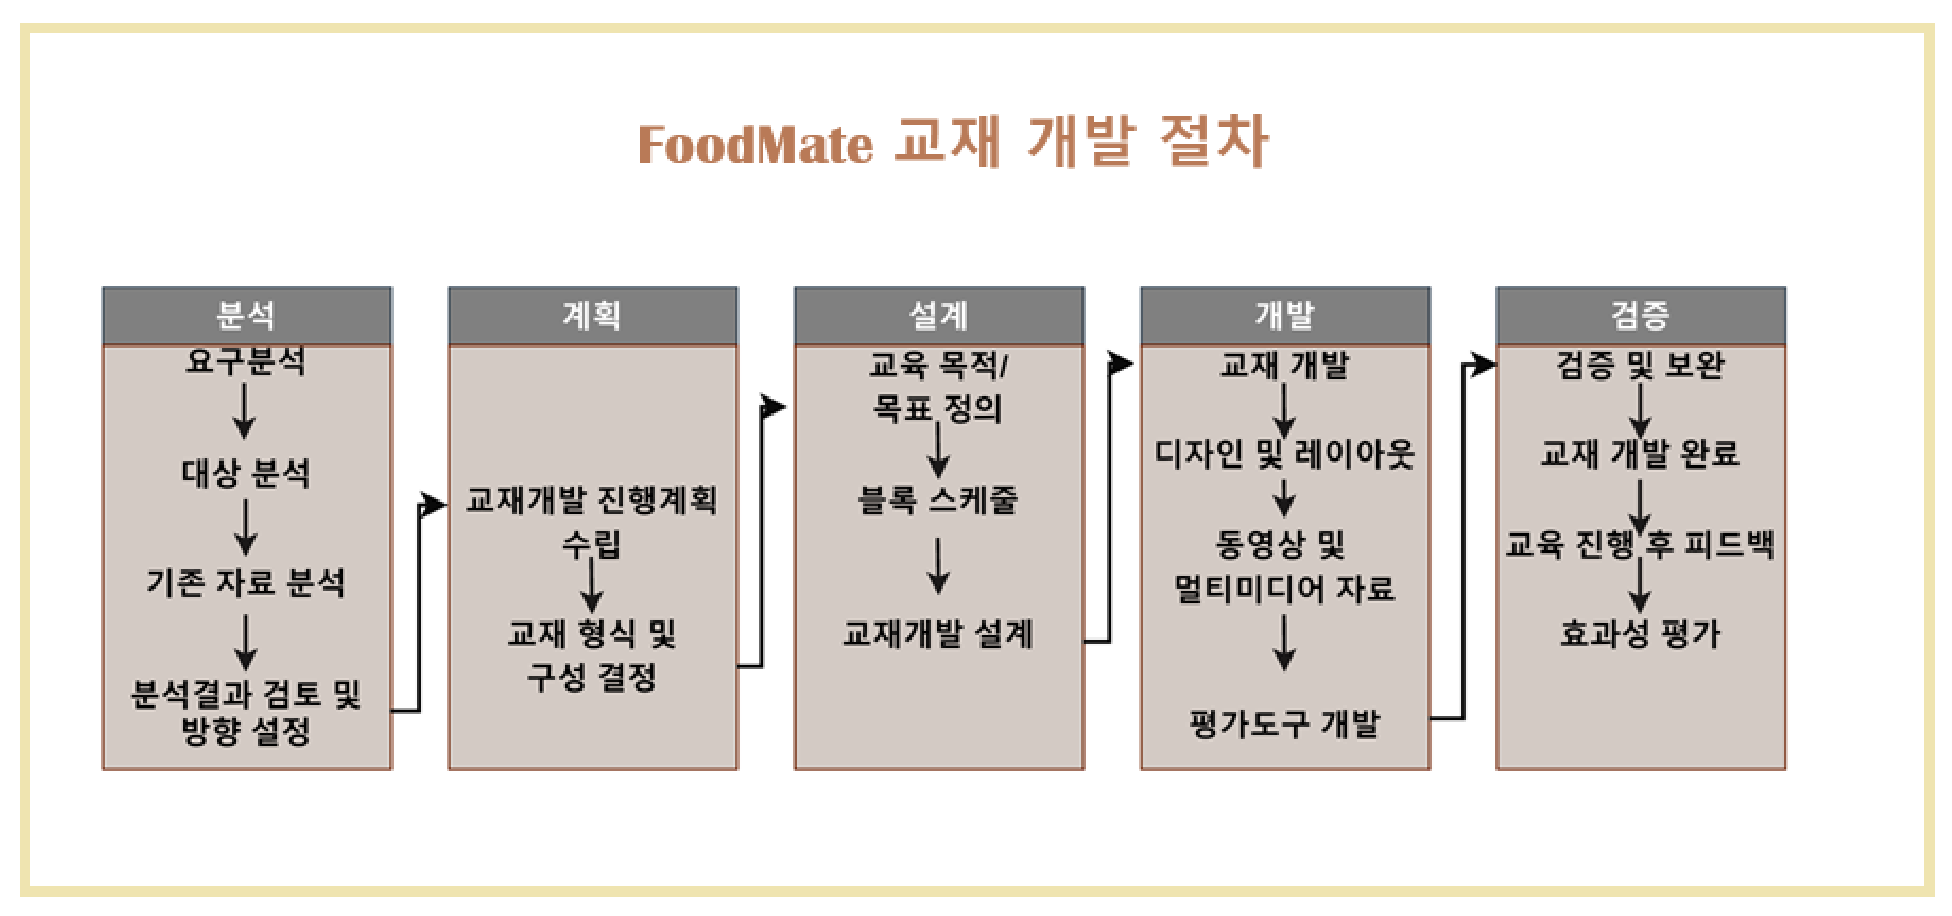 FoodMate 교재 개발 절차
분석
요구분석
대상 분석
기존 자료 분석
분석결과 검토 및
방향 설정
계획
교재개발 진행계획
수립
교재 형식 및
구성 결정
설계
교육 목적/
목표 정의
블록 스케줄
교재개발 설계
개발
교재 개발
디자인 및 레이아웃
동영상 및
멀티미디어 자료
평가도구 개발
검증
검증 및 보완
교재 개발 완료
교육 진행 후 피드백
효과성 평가